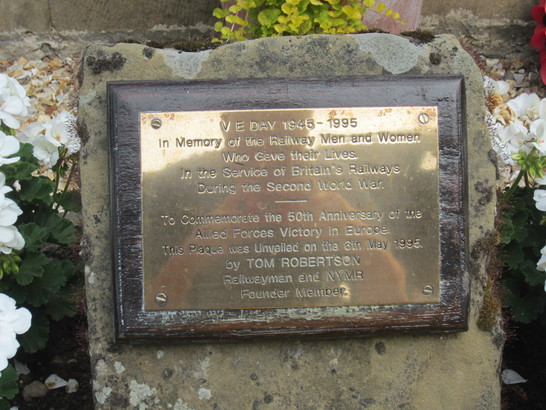 V E DAY 1945 - 1995
In Memory of the Railway Men and Women
Who Gave their Lives.
In the Service of Britain's Railways
During the Second World War.
To Commemorate the 50th Anniversary of the
Allied Forces Victory in Europe.
This Plaque was Unveiled on the 6th May 1995.
by TOM ROBERTSON
Railwayman and NYMR
Founder Member.